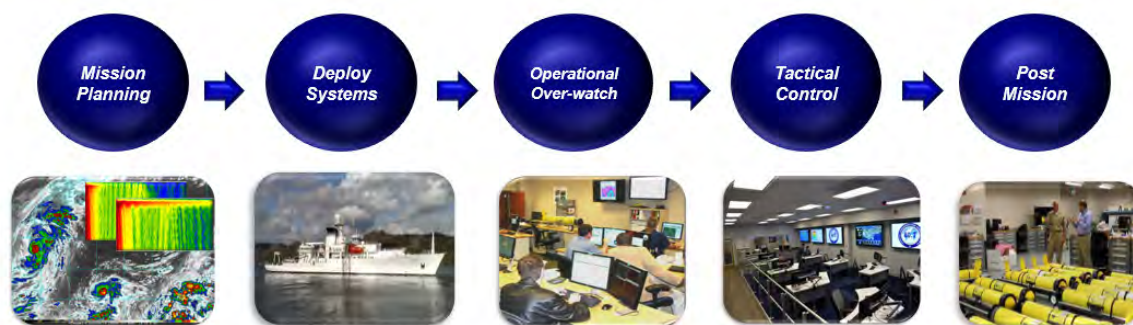 Mission
Planning
Deploy
Systems
Operational
Over-watch
Tactical
Control
Post
Mission